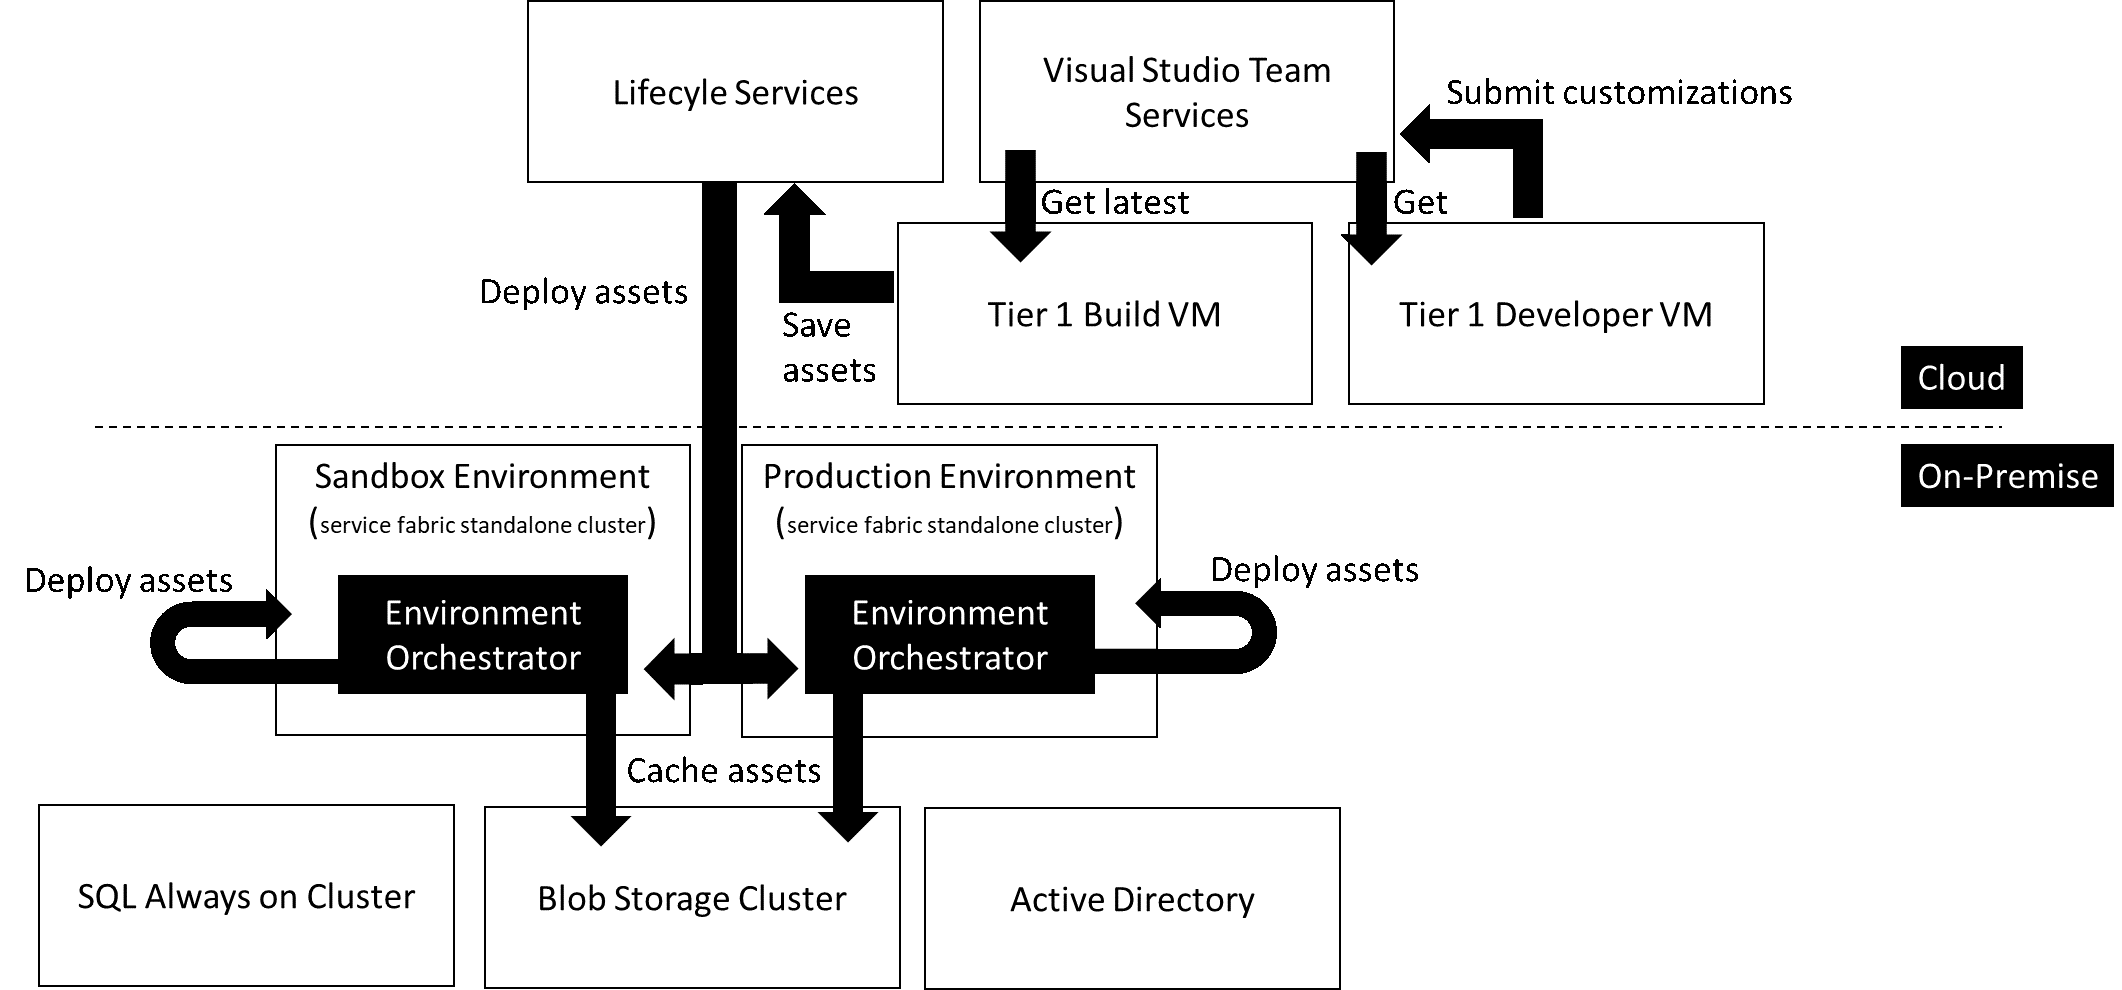 Lifecyle Services
Visual Studio Team
Services
Submit customizations
Get latest
Get
Deploy assets
Save
assets
Tier 1 Build VM
Tier 1 Developer VM
Cloud
On-Premise
Sandbox Environment
(service fabric standalone cluster)
Production Environment
(service fabric standalone cluster)
Deploy assets
Environment
Orchestrator
Environment
Orchestrator
Deploy assets
Cache assets
SQL Always on Cluster
Blob Storage Cluster
Active Directory